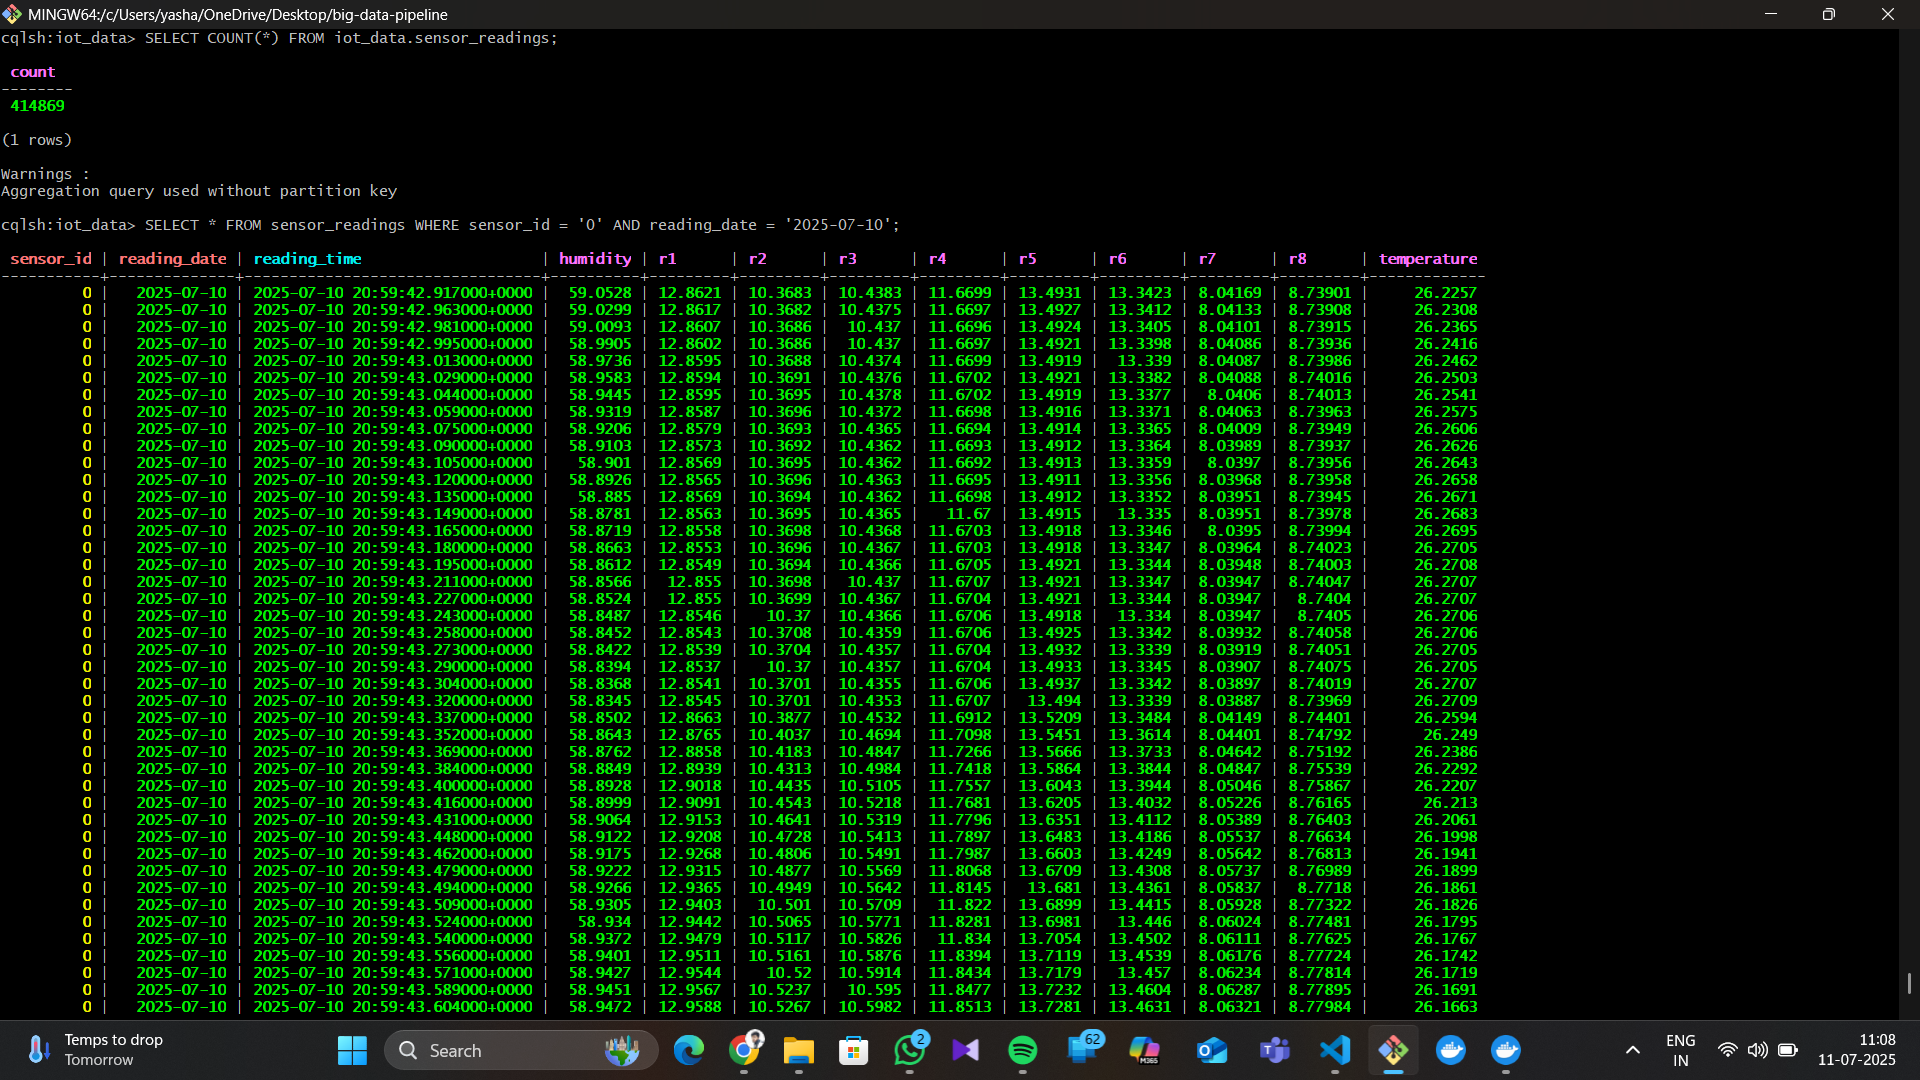 MINGW64:/c/Users/yasha/OneDrive/Desktop/big-data-pipeline
cqlsh:iot_data> SELECT COUNT(*) FROM iot_data.sensor_readings;
count
--------
414869
(1 rows)
Warnings :
Aggregation query used without partition key
cqlsh:iot_data> SELECT * FROM sensor_readings WHERE sensor_id = '0' AND reading_date = '2025-07-10';
sensor_id | reading_date | reading_time | humidity | r1 | r2 | r3 | r4 | r5 | r6 | r7 | r8 | temperature
0 | 2025-07-10 | 2025-07-10 20:59:42.917000+0000 | 59.0528 | 12.8621 | 10.3683 | 10.4383 | 11.6699 | 13.4931 | 13.3423 | 8.04169 | 8.73901 | 26.2257
0 | 2025-07-10 | 2025-07-10 20:59:42.963000+0000 | 59.0299 | 12.8617 | 10.3682 | 10.4375 | 11.6697 | 13.4927 | 13.3412 | 8.04133 | 8.73908 | 26.2308
0 | 2025-07-10 | 2025-07-10 20:59:42.981000+0000 | 59.0093 | 12.8607 | 10.3686 | 10.437 | 11.6696 | 13.4924 | 13.3405 | 8.04101 | 8.73915 | 26.2365
0 | 2025-07-10 | 2025-07-10 20:59:42.995000+0000 | 58.9905 | 12.8602 | 10.3686 | 10.437 | 11.6697 | 13.4921 | 13.3398 | 8.04086 | 8.73936 | 26.2416
0 | 2025-07-10 | 2025-07-10 20:59:43.013000+0000 | 58.9736 | 12.8595 | 10.3688 | 10.4374 | 11.6699 | 13.4919 | 13.339 | 8.04087 | 8.73986 | 26.2462
0 | 2025-07-10 | 2025-07-10 20:59:43.029000+0000 | 58.9583 | 12.8594 | 10.3691 | 10.4376 | 11.6702 | 13.4921 | 13.3382 | 8.04088 | 8.74016 | 26.2503
0 | 2025-07-10 | 2025-07-10 20:59:43.044000+0000 | 58.9445 | 12.8595 | 10.3695 | 10.4378 | 11.6702 | 13.4919 | 13.3377 | 8.0406 | 8.74013 | 26.2541
0 | 2025-07-10 | 2025-07-10 20:59:43.059000+0000 | 58.9319 | 12.8587 | 10.3696 | 10.4372 | 11.6698 | 13.4916 | 13.3371 | 8.04063 | 8.73963 | 26.2575
0 | 2025-07-10 | 2025-07-10 20:59:43.075000+0000 | 58.9206 | 12.8579 | 10.3693 | 10.4365 | 11.6694 | 13.4914 | 13.3365 | 8.04009 | 8.73949 | 26.2606
0 | 2025-07-10 | 2025-07-10 20:59:43.090000+0000 | 58.9103 | 12.8573 | 10.3692 | 10.4362 | 11.6693 | 13.4912 | 13.3364 | 8.03989 | 8.73937 | 26.2626
0 | 2025-07-10 | 2025-07-10 20:59:43.105000+0000 | 58.901 | 12.8569 | 10.3695 | 10.4362 | 11.6692 | 13.4913 | 13.3359 | 8.0397 | 8.73956 | 26.2643
0 | 2025-07-10 | 2025-07-10 20:59:43.120000+0000 | 58.8926 | 12.8565 | 10.3696 | 10.4363 | 11.6695 | 13.4911 | 13.3356 | 8.03968 | 8.73958 | 26.2658
0 | 2025-07-10 | 2025-07-10 20:59:43.135000+0000 | 58.885 | 12.8569 | 10.3694 | 10.4362 | 11.6698 | 13.4912 | 13.3352 | 8.03951 | 8.73945 | 26.2671
0 | 2025-07-10 | 2025-07-10 20:59:43.149000+0000 | 58.8781 | 12.8563 | 10.3695 | 10.4365 | 11.67 | 13.4915 | 13.335 | 8.03951 | 8.73978 | 26.2683
0 | 2025-07-10 | 2025-07-10 20:59:43.165000+0000 | 58.8719 | 12.8558 | 10.3698 | 10.4368 | 11.6703 | 13.4918 | 13.3346 | 8.0395 | 8.73994 | 26.2695
0 | 2025-07-10 | 2025-07-10 20:59:43.180000+0000 | 58.8663 | 12.8553 | 10.3696 | 10.4367 | 11.6703 | 13.4918 | 13.3347 | 8.03964 | 8.74023 | 26.2705
0 | 2025-07-10 | 2025-07-10 20:59:43.195000+0000 | 58.8612 | 12.8549 | 10.3694 | 10.4366 | 11.6705 | 13.4921 | 13.3344 | 8.03948 | 8.74003 | 26.2708
0 | 2025-07-10 | 2025-07-10 20:59:43.211000+0000 | 58.8566 | 12.855 | 10.3698 | 10.437 | 11.6707 | 13.4921 | 13.3347 | 8.03947 | 8.74047 | 26.2707
0 | 2025-07-10 | 2025-07-10 20:59:43.227000+0000 | 58.8524 | 12.855 | 10.3699 | 10.4367 | 11.6704 | 13.4921 | 13.3344 | 8.03947 | 8.7404 | 26.2707
0 | 2025-07-10 | 2025-07-10 20:59:43.243000+0000 | 58.8487 | 12.8546 | 10.37 | 10.4366 | 11.6706 | 13.4918 | 13.334 | 8.03947 | 8.7405 | 26.2706
0 | 2025-07-10 | 2025-07-10 20:59:43.258000+0000 | 58.8452 | 12.8543 | 10.3708 | 10.4359 | 11.6706 | 13.4925 | 13.3342 | 8.03932 | 8.74058 | 26.2706
0 | 2025-07-10 | 2025-07-10 20:59:43.273000+0000 | 58.8422 | 12.8539 | 10.3704 | 10.4357 | 11.6704 | 13.4932 | 13.3339 | 8.03919 | 8.74051 | 26.2705
0 | 2025-07-10 | 2025-07-10 20:59:43.290000+0000 | 58.8394 | 12.8537 | 10.37 | 10.4357 | 11.6704 | 13.4933 | 13.3345 | 8.03907 | 8.74075 | 26.2705
0 | 2025-07-10 | 2025-07-10 20:59:43.304000+0000 | 58.8368 | 12.8541 | 10.3701 | 10.4355 | 11.6706 | 13.4937 | 13.3342 | 8.03897 | 8.74019 | 26.2707
0 | 2025-07-10 | 2025-07-10 20:59:43.320000+0000 | 58.8345 | 12.8545 | 10.3701 | 10.4353 | 11.6707 | 13.494 | 13.3339 | 8.03887 | 8.73969 | 26.2709
0 | 2025-07-10 | 2025-07-10 20:59:43.337000+0000 | 58.8502 | 12.8663 | 10.3877 | 10.4532 | 11.6912 | 13.5209 | 13.3484 | 8.04149 | 8.74401 | 26.2594
0 | 2025-07-10 | 2025-07-10 20:59:43.352000+0000 | 58.8643 | 12.8765 | 10.4037 | 10.4694 | 11.7098 | 13.5451 | 13.3614 | 8.04401 | 8.74792 | 26.249
0 | 2025-07-10 | 2025-07-10 20:59:43.369000+0000 | 58.8762 | 12.8858 | 10.4183 | 10.4847 | 11.7266 | 13.5666 | 13.3733 | 8.04642 | 8.75192 | 26.2386
0 | 2025-07-10 | 2025-07-10 20:59:43.384000+0000 | 58.8849 | 12.8939 | 10.4313 | 10.4984 | 11.7418 | 13.5864 | 13.3844 | 8.04847 | 8.75539 | 26.2292
0 | 2025-07-10 | 2025-07-10 20:59:43.400000+0000 | 58.8928 | 12.9018 | 10.4435 | 10.5105 | 11.7557 | 13.6043 | 13.3944 | 8.05046 | 8.75867 | 26.2207
0 | 2025-07-10 | 2025-07-10 20:59:43.416000+0000 | 58.8999 | 12.9091 | 10.4543 | 10.5218 | 11.7681 | 13.6205 | 13.4032 | 8.05226 | 8.76165 | 26.213
0 | 2025-07-10 | 2025-07-10 20:59:43.431000+0000 | 58.9064 | 12.9153 | 10.4641 | 10.5319 | 11.7796 | 13.6351 | 13.4112 | 8.05389 | 8.76403 | 26.2061
0 | 2025-07-10 | 2025-07-10 20:59:43.448000+0000 | 58.9122 | 12.9208 | 10.4728 | 10.5413 | 11.7897 | 13.6483 | 13.4186 | 8.05537 | 8.76634 | 26.1998
0 | 2025-07-10 | 2025-07-10 20:59:43.462000+0000 | 58.9175 | 12.9268 | 10.4806 | 10.5491 | 11.7987 | 13.6603 | 13.4249 | 8.05642 | 8.76813 | 26.1941
0 | 2025-07-10 | 2025-07-10 20:59:43.479000+0000 | 58.9222 | 12.9315 | 10.4877 | 10.5569 | 11.8068 | 13.6709 | 13.4308 | 8.05737 | 8.76989 | 26.1899
0 | 2025-07-10 | 2025-07-10 20:59:43.494000+0000 | 58.9266 | 12.9365 | 10.4949 | 10.5642 | 11.8145 | 13.681 | 13.4361 | 8.05837 | 8.7718 | 26.1861
0 | 2025-07-10 | 2025-07-10 20:59:43.509000+0000 | 58.9305 | 12.9403 | 10.501 | 10.5709 | 11.822 | 13.6899 | 13.4415 | 8.05928 | 8.77322 | 26.1826
0 | 2025-07-10 | 2025-07-10 20:59:43.524000+0000 | 58.934 | 12.9442 | 10.5065 | 10.5771 | 11.8281 | 13.6981 | 13.446 | 8.06024 | 8.77481 | 26.1795
0 | 2025-07-10 | 2025-07-10 20:59:43.540000+0000 | 58.9372 | 12.9479 | 10.5117 | 10.5826 | 11.834 | 13.7054 | 13.4502 | 8.06111 | 8.77625 | 26.1767
0 | 2025-07-10 | 2025-07-10 20:59:43.556000+0000 | 58.9401 | 12.9511 | 10.5161 | 10.5876 | 11.8394 | 13.7119 | 13.4539 | 8.06176 | 8.77724 | 26.1742
0 | 2025-07-10 | 2025-07-10 20:59:43.571000+0000 | 58.9427 | 12.9544 | 10.52 | 10.5914 | 11.8434 | 13.7179 | 13.457 | 8.06234 | 8.77814 | 26.1719
0 | 2025-07-10 | 2025-07-10 20:59:43.589000+0000 | 58.9451 | 12.9567 | 10.5237 | 10.595 | 11.8477 | 13.7232 | 13.4604 | 8.06287 | 8.77895 | 26.1691
0 | 2025-07-10 | 2025-07-10 20:59:43.604000+0000 | 58.9472 | 12.9588 | 10.5267 | 10.5982 | 11.8513 | 13.7281 | 13.4631 | 8.06321 | 8.77984 | 26.1663
Temps to drop
Tomorrow
Search
2
62
M365
ENG
IN
11:08
11-07-2025